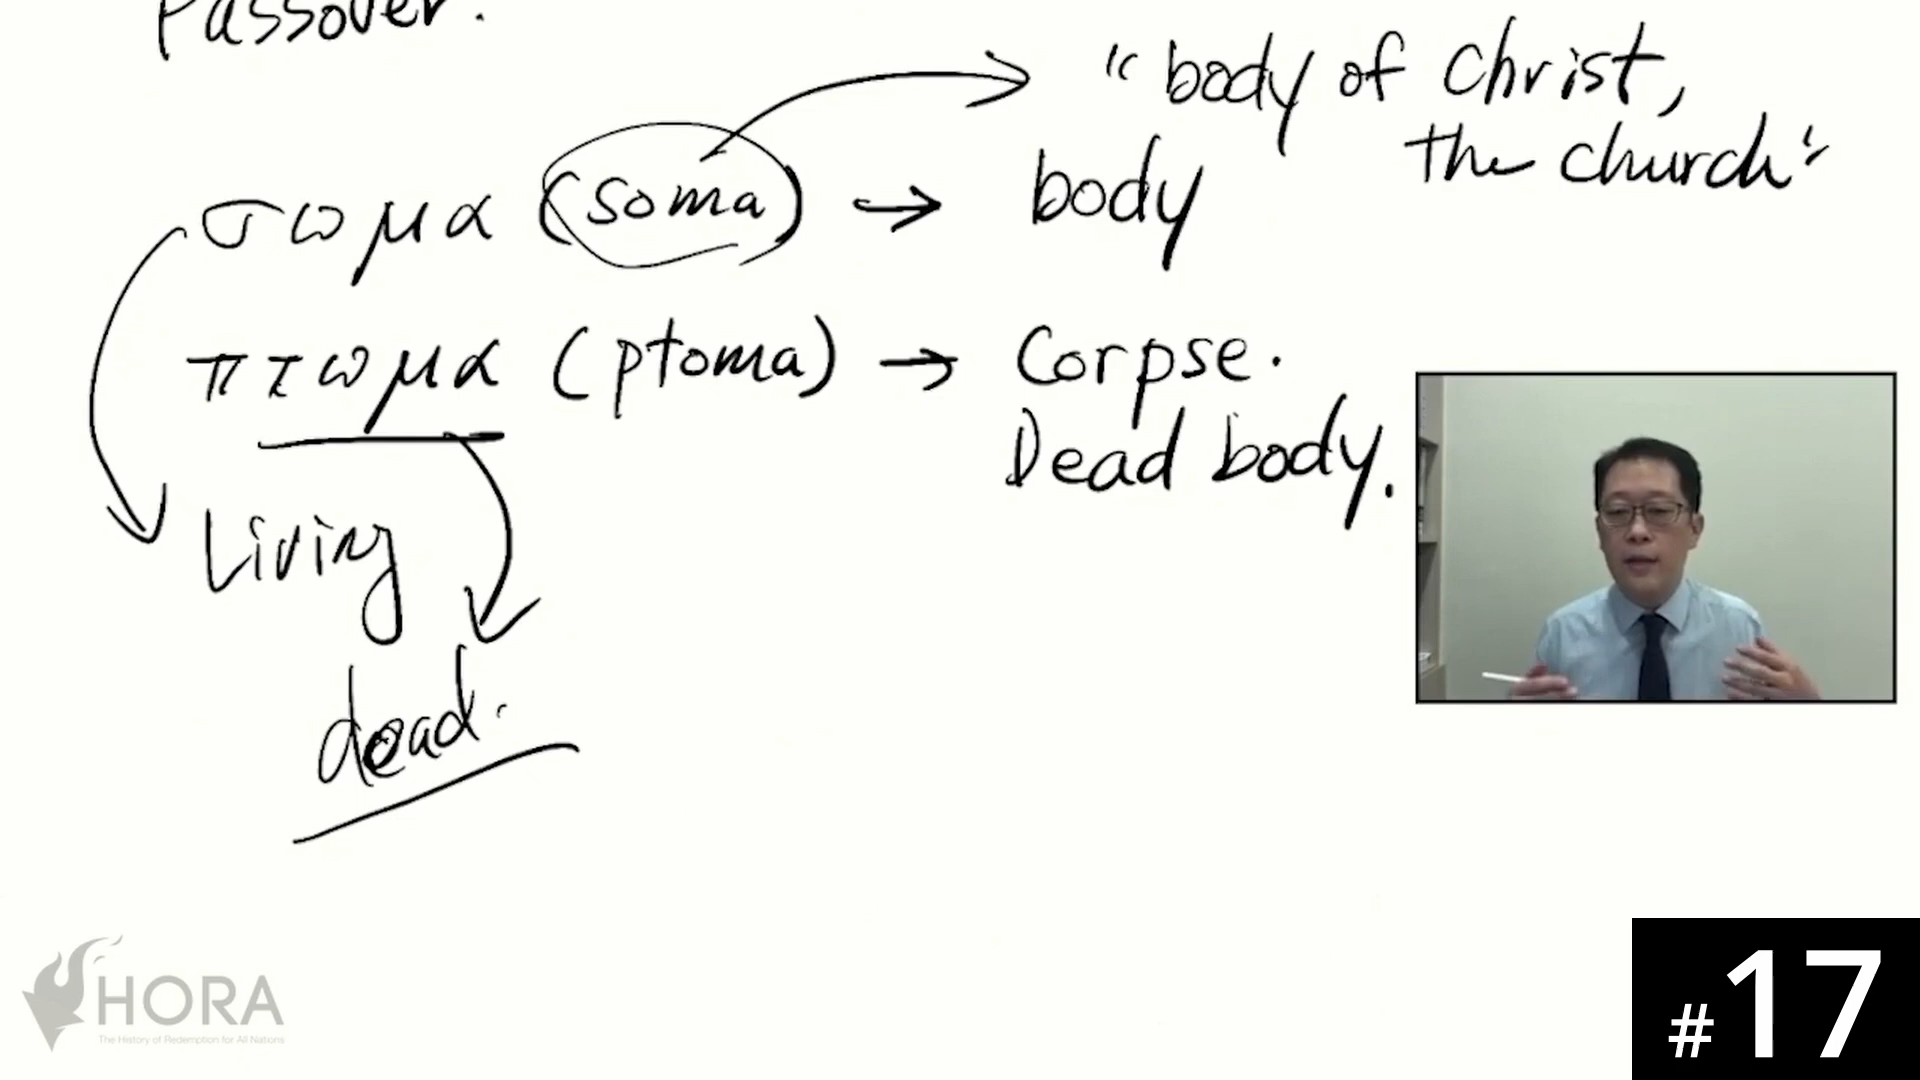 Passover.
"body of Christ,
the church"
σωμα (soma) → body
πτωμα (ptoma) → Corpse.
Dead body.
Living
dead.
HORA
The History of Redemption for All Nations
#17